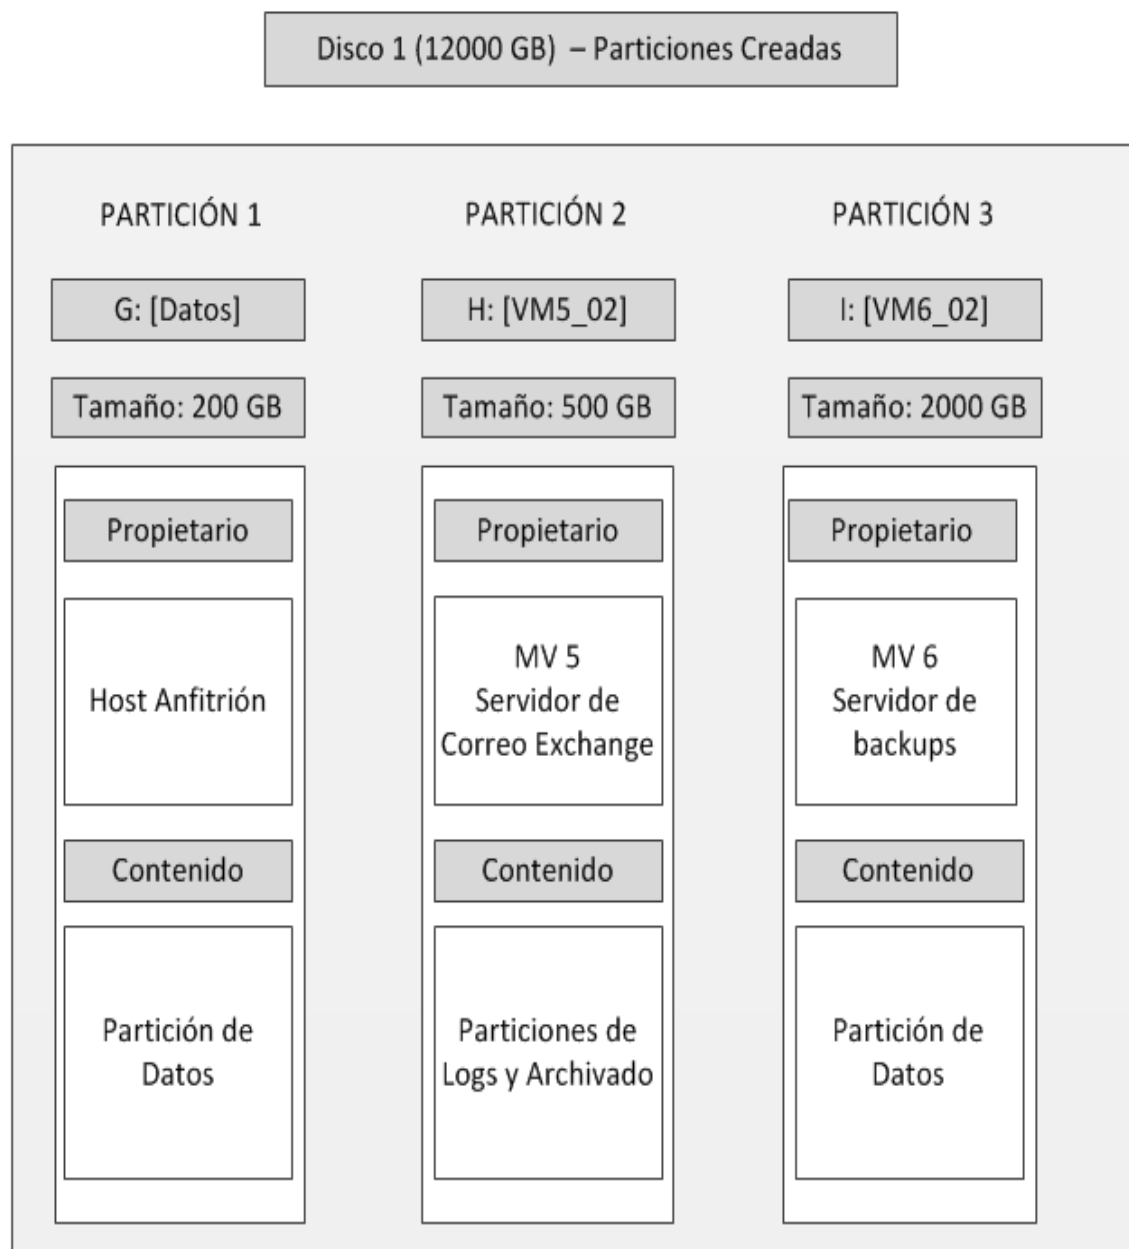 Disco 1 (12000 GB)  – Particiones Creadas
PARTICIÓN 1
PARTICIÓN 2
PARTICIÓN 3
G: [Datos]
H: [VM5_02]
I: [VM6_02]
Tamaño: 200 GB
Tamaño: 500 GB
Tamaño: 2000 GB
Propietario
Propietario
Propietario
Host Anfitrión
MV 5
Servidor de
Correo Exchange
MV 6
Servidor de
backups
Contenido
Contenido
Contenido
Partición de
Datos
Particiones de
Logs y Archivado
Partición de
Datos